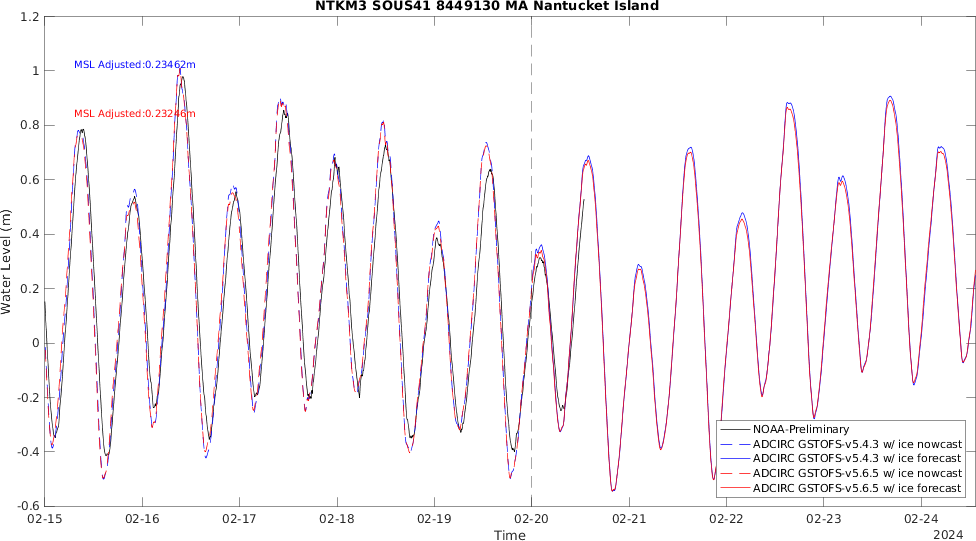 NTKM3 SOUS41 8449130 MA Nantucket Island
1.2
1
0.8
0.6
0.4
0.2
0
-0.2
-0.4
-0.6
Water Level (m)
MSL Adjusted:0.23462m
MSL Adjusted:0.23246m
NOAA-Preliminary
ADCIRC GSTOFS-v5.4.3 w/ ice nowcast
ADCIRC GSTOFS-v5.4.3 w/ ice forecast
ADCIRC GSTOFS-v5.6.5 w/ ice nowcast
ADCIRC GSTOFS-v5.6.5 w/ ice forecast
02-15 02-16 02-17 02-18 02-19 02-20 02-21 02-22 02-23 02-24
Time
2024